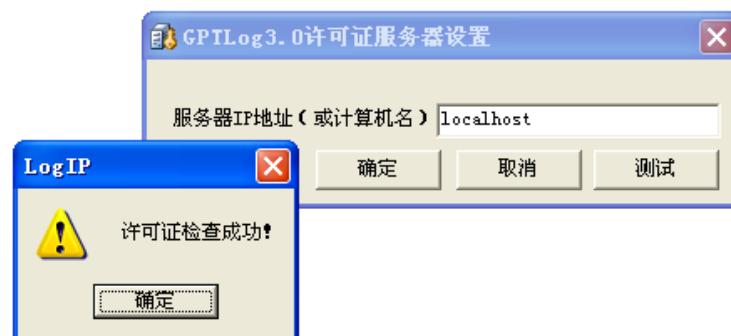 GPTLog3.0许可证服务器设置
服务器IP地址（或计算机名） localhost
确定 取消 测试
LogIP
许可证检查成功!
确定